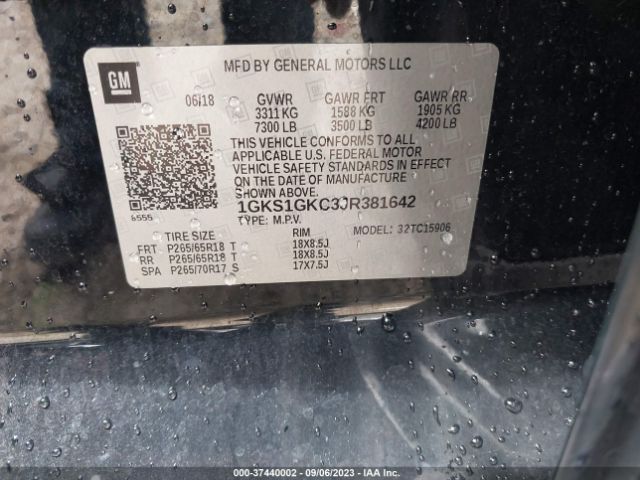 GM
MFD BY GENERAL MOTORS LLC
06/18 GVWR GAWR FRT GAWR RR
3311 KG 1588 KG 1905 KG
7300 LB 3500 LB 4200 LB
THIS VEHICLE CONFORMS TO ALL
APPLICABLE U.S. FEDERAL MOTOR
VEHICLE SAFETY STANDARDS IN EFFECT
ON THE DATE OF MANUFACTURE
SHOWN ABOVE.
1GKS1GKC3JR381642
6555 TYPE: M.P.V. MODEL: 32TC15906
TIRE SIZE RIM
FRT P265/65R18 T 18X8.5J
RR P265/65R18 T 18X8.5J
SPA P265/70R17 S 17X7.5J
000-37440002 - 09/06/2023 - IAA Inc.